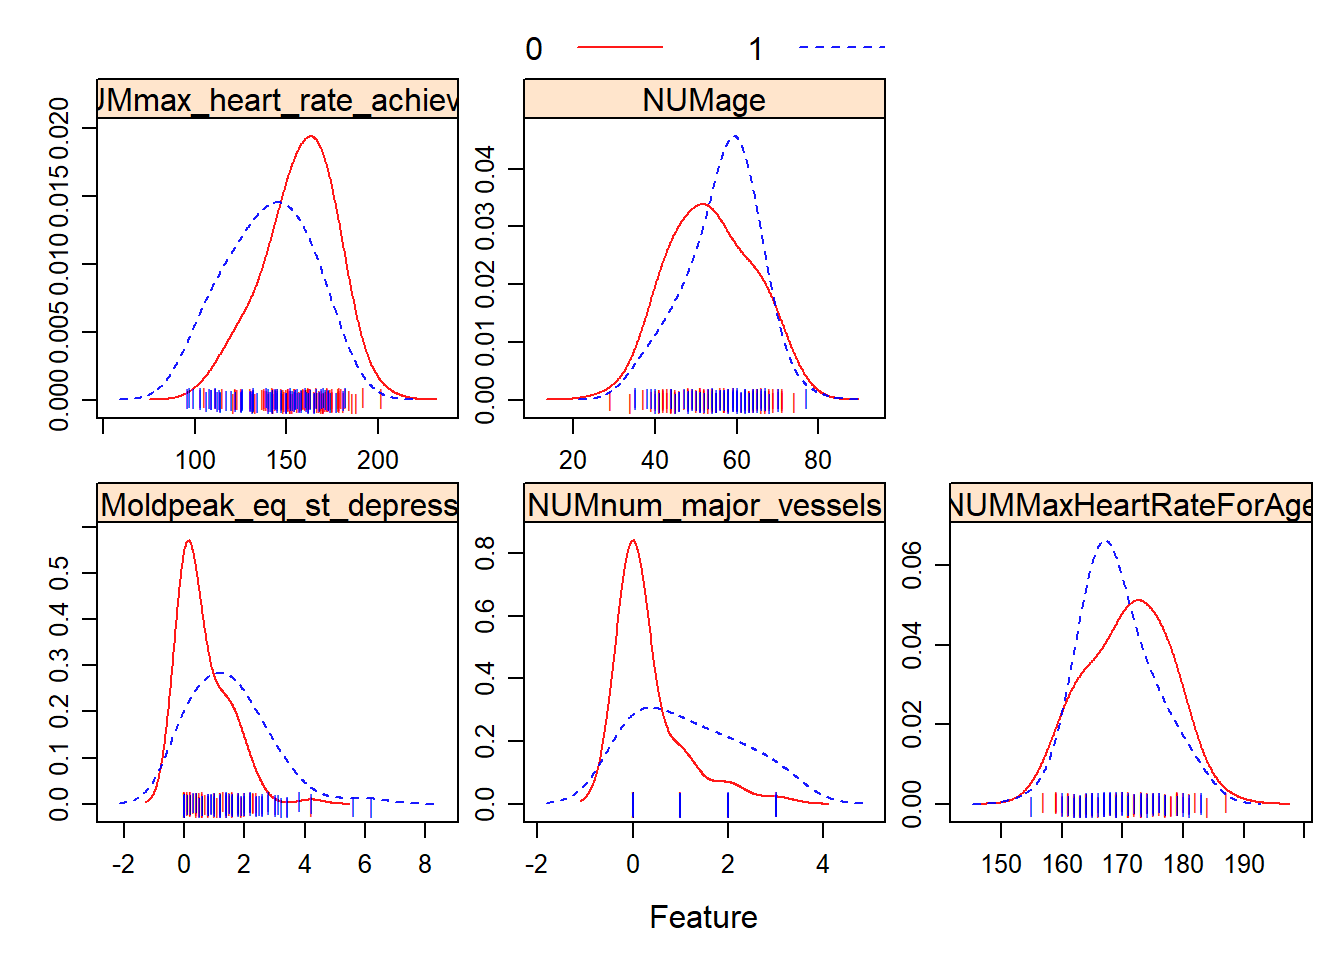 0 1
UMmax_heart_rate_achiev
NUMage
0.000 0.005 0.010 0.015 0.020
100 150 200
0.00 0.01 0.02 0.03 0.04
20 40 60 80
Moldpeak_eq_st_depress
NUMnum_major_vessels
NUMMaxHeartRateForAge
0.0 0.1 0.2 0.3 0.4 0.5
-2 0 2 4 6 8
0.0 0.2 0.4 0.6 0.8
-2 0 2 4
0.00 0.02 0.04 0.06
150 160 170 180 190
Feature